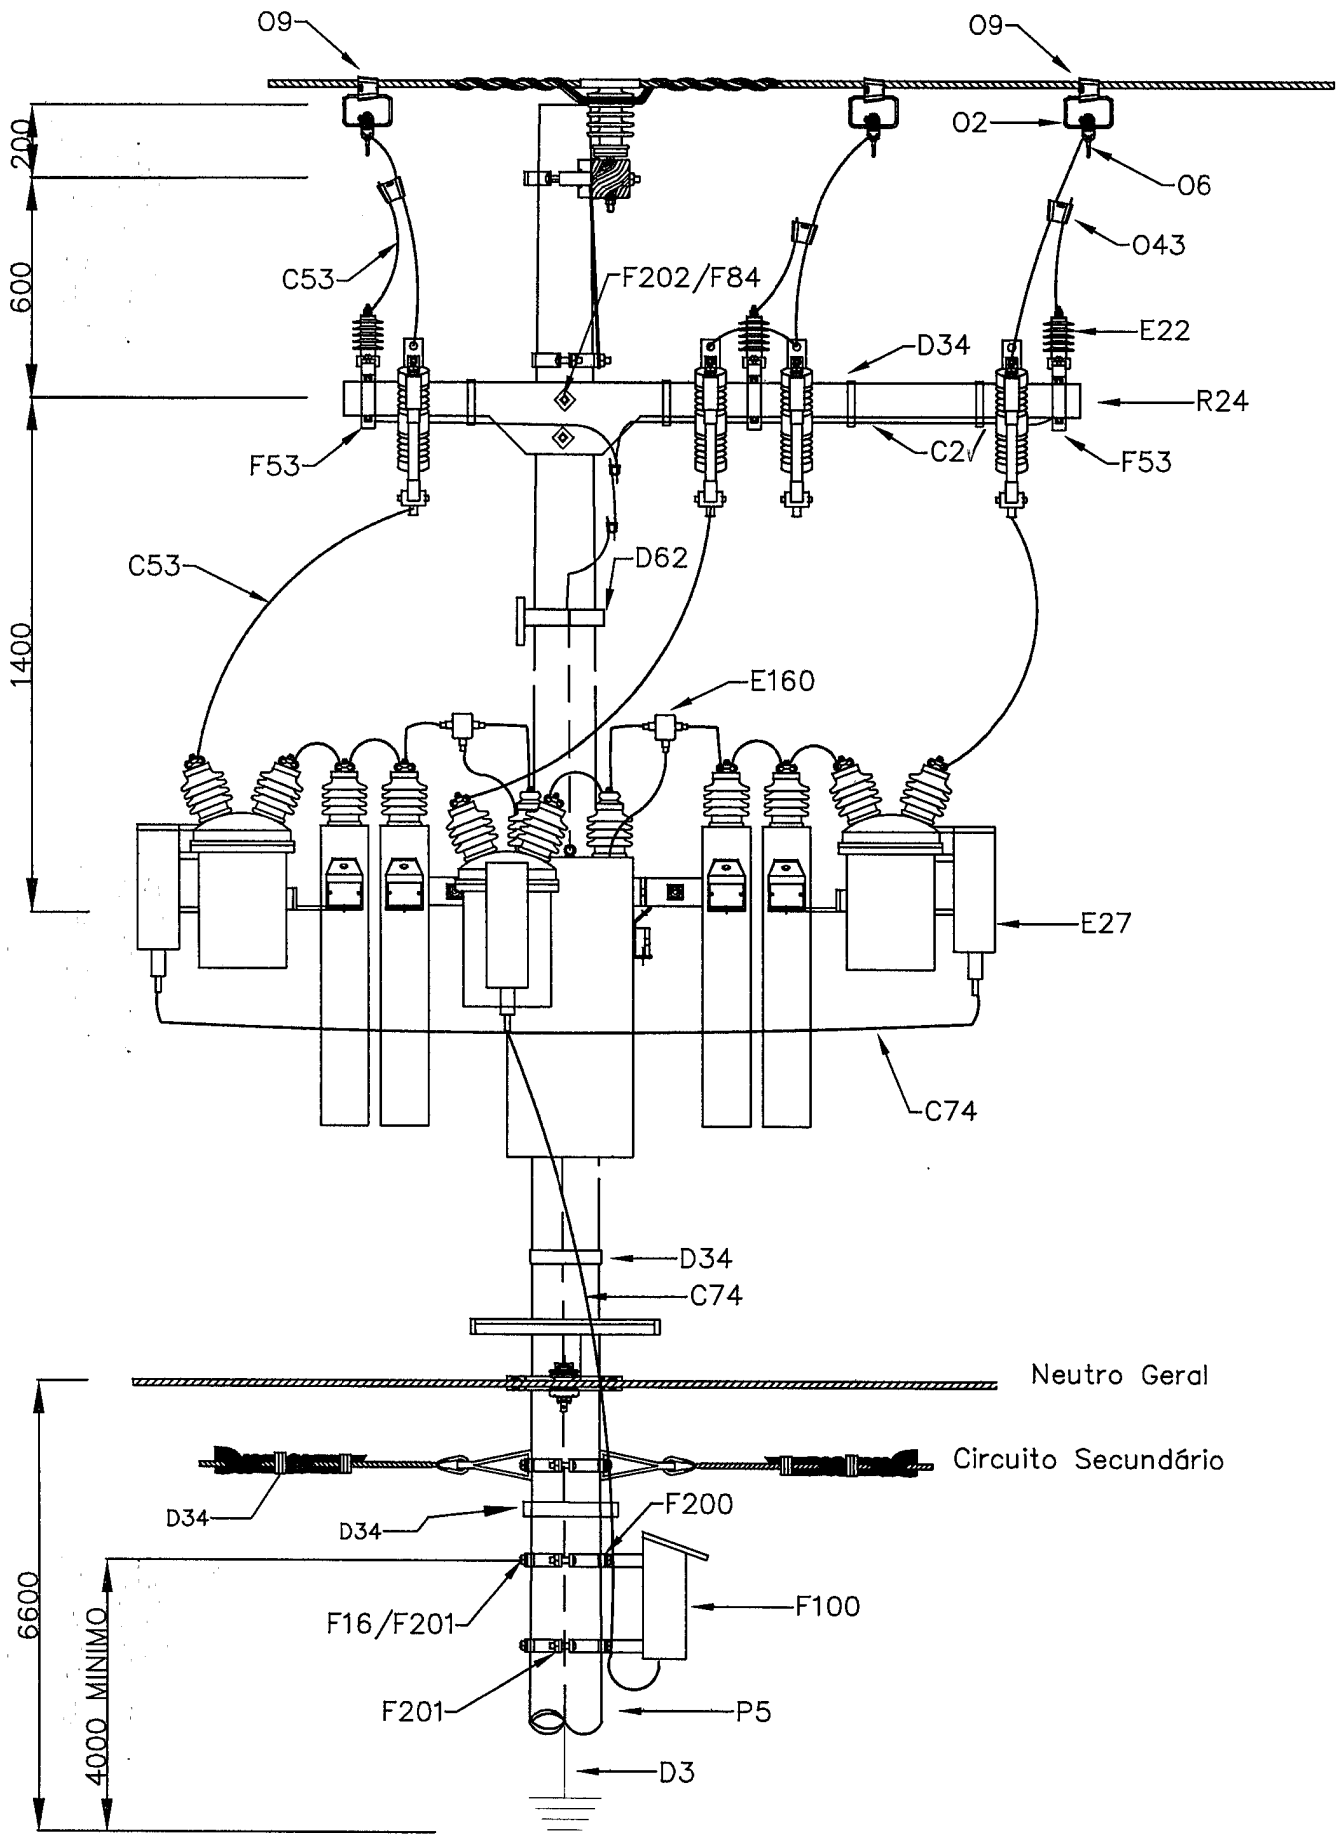 O9
O9
O2
O6
200
O43
C53
F202/F84
600
E22
D34
R24
F53
C2
F53
C53
D62
1400
E160
E27
C74
D34
C74
Neutro Geral
Circuito Secundário
D34
D34
F200
F16/F201
F100
6600
4000 MINIMO
F201
P5
D3